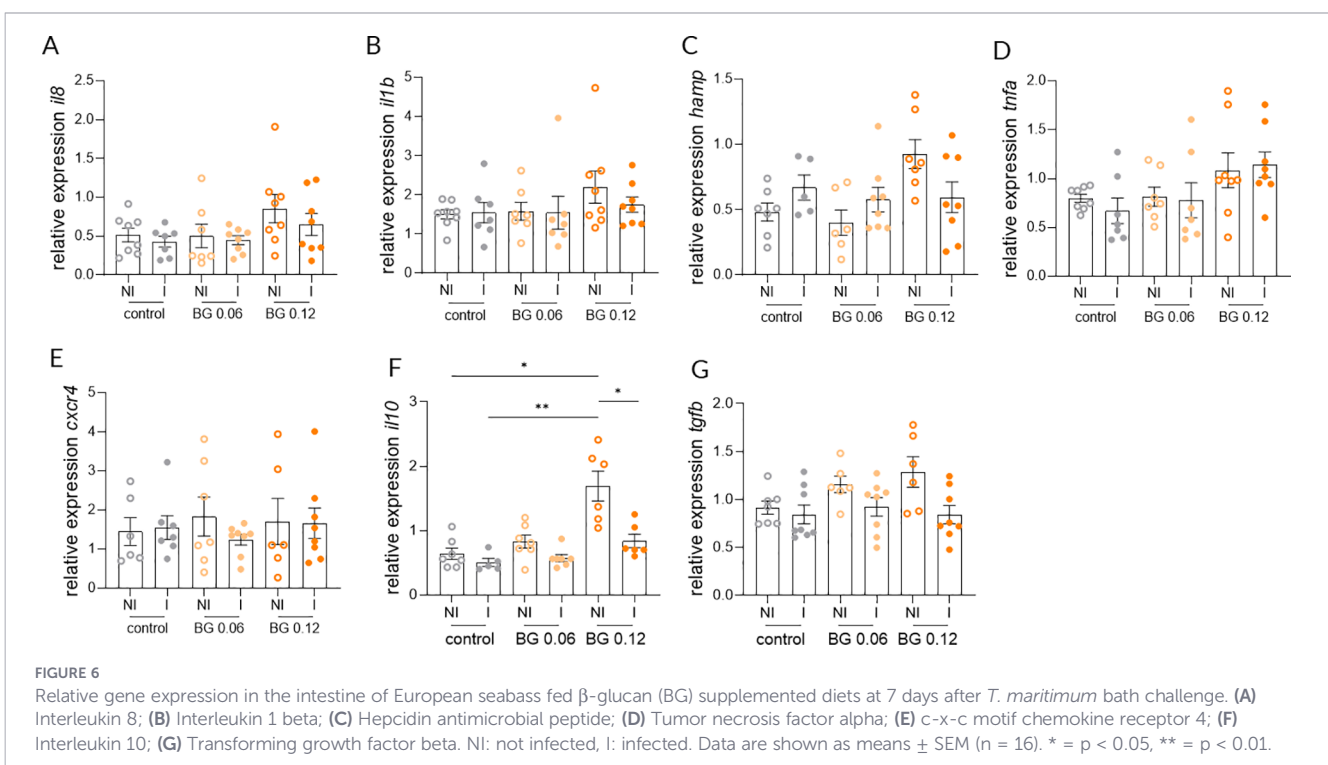 A
relative expression il8
2.5
2.0
1.5
1.0
0.5
0.0
NI I NI I NI I
control BG 0.06 BG 0.12
B
relative expression il1b
5
4
3
2
1
0
NI I NI I NI I
control BG 0.06 BG 0.12
C
relative expression hamp
1.5
1.0
0.5
0.0
NI I NI I NI I
control BG 0.06 BG 0.12
D
relative expression tnfa
2.0
1.5
1.0
0.5
0.0
NI I NI I NI I
control BG 0.06 BG 0.12
E
relative expression cxcr4
5
4
3
2
1
0
NI I NI I NI I
control BG 0.06 BG 0.12
F
relative expression il10
3
2
1
0
*
**
*
NI I NI I NI I
control BG 0.06 BG 0.12
G
relative expression tgfb
2.0
1.5
1.0
0.5
0.0
NI I NI I NI I
control BG 0.06 BG 0.12
FIGURE 6
Relative gene expression in the intestine of European seabass fed β-glucan (BG) supplemented diets at 7 days after T. maritimum bath challenge. (A)
Interleukin 8; (B) Interleukin 1 beta; (C) Hepcidin antimicrobial peptide; (D) Tumor necrosis factor alpha; (E) c-x-c motif chemokine receptor 4; (F)
Interleukin 10; (G) Transforming growth factor beta. NI: not infected, I: infected. Data are shown as means ± SEM (n = 16). * = p < 0.05, ** = p < 0.01.